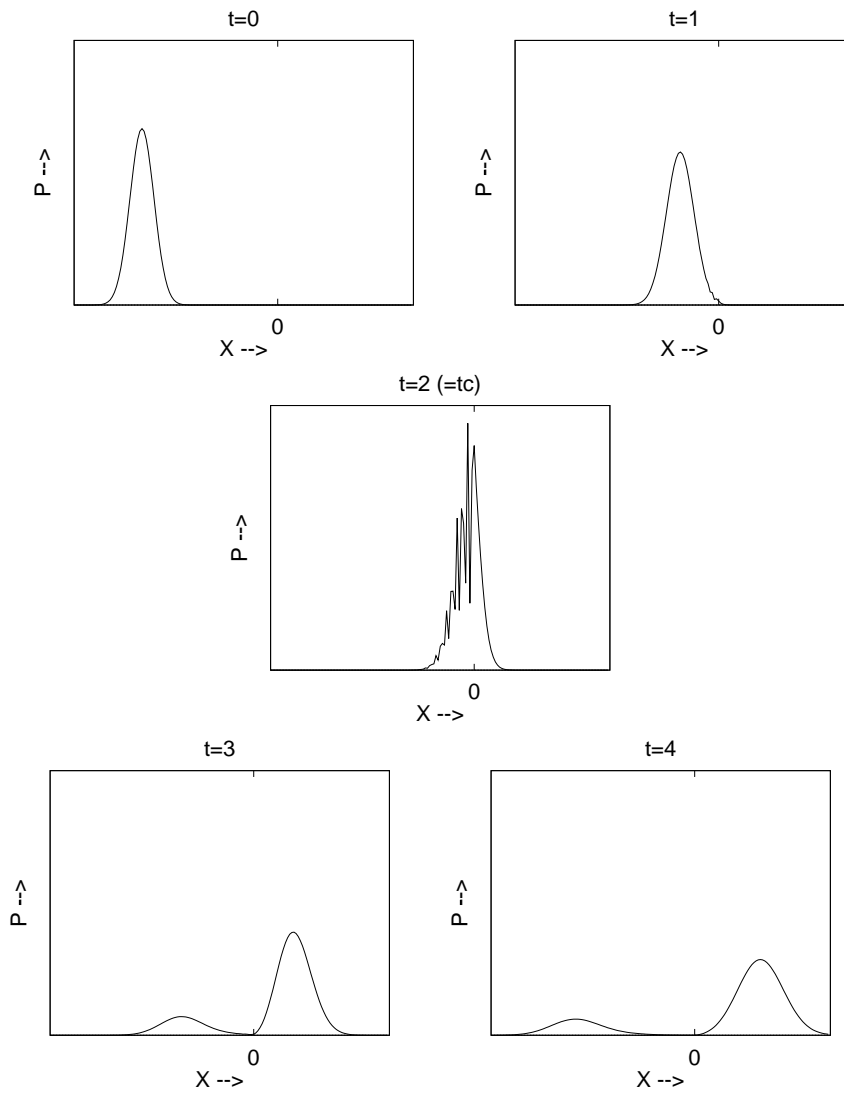 t=0
P -->
0
X -->
t=1
P -->
0
X -->
t=2 (=tc)
P -->
0
X -->
t=3
P -->
0
X -->
t=4
P -->
0
X -->